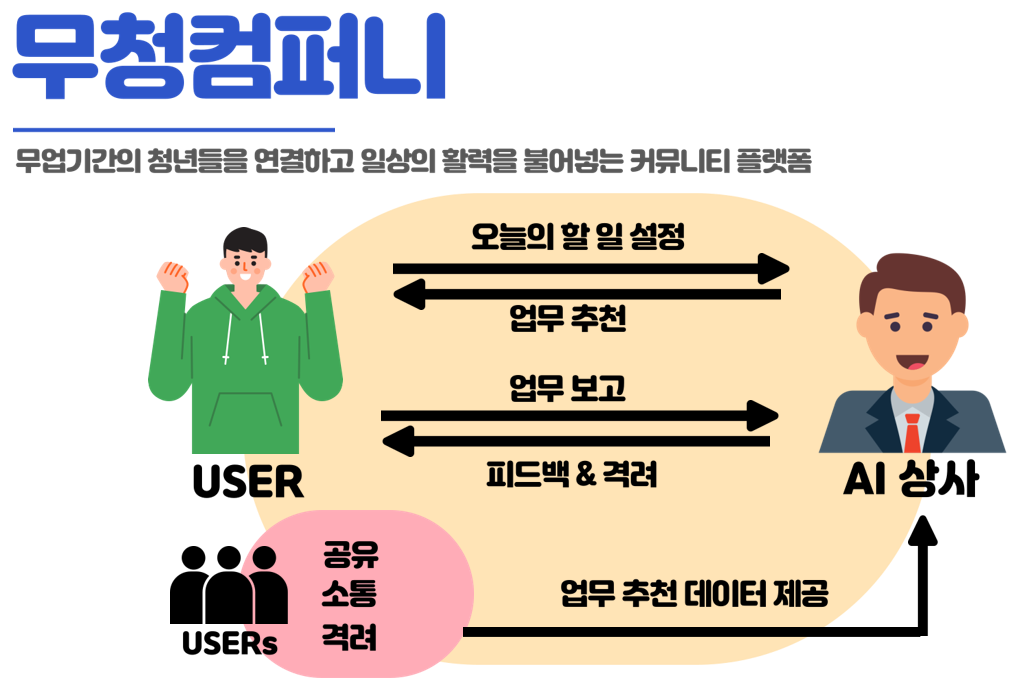 무청컴퍼니
무업기간의 청년들을 연결하고 일상의 활력을 불어넣는 커뮤니티 플랫폼
오늘의 할 일 설정
업무 추천
업무 보고
피드백 & 격려
USER
AI 상사
공유
소통
격려
USERs
업무 추천 데이터 제공